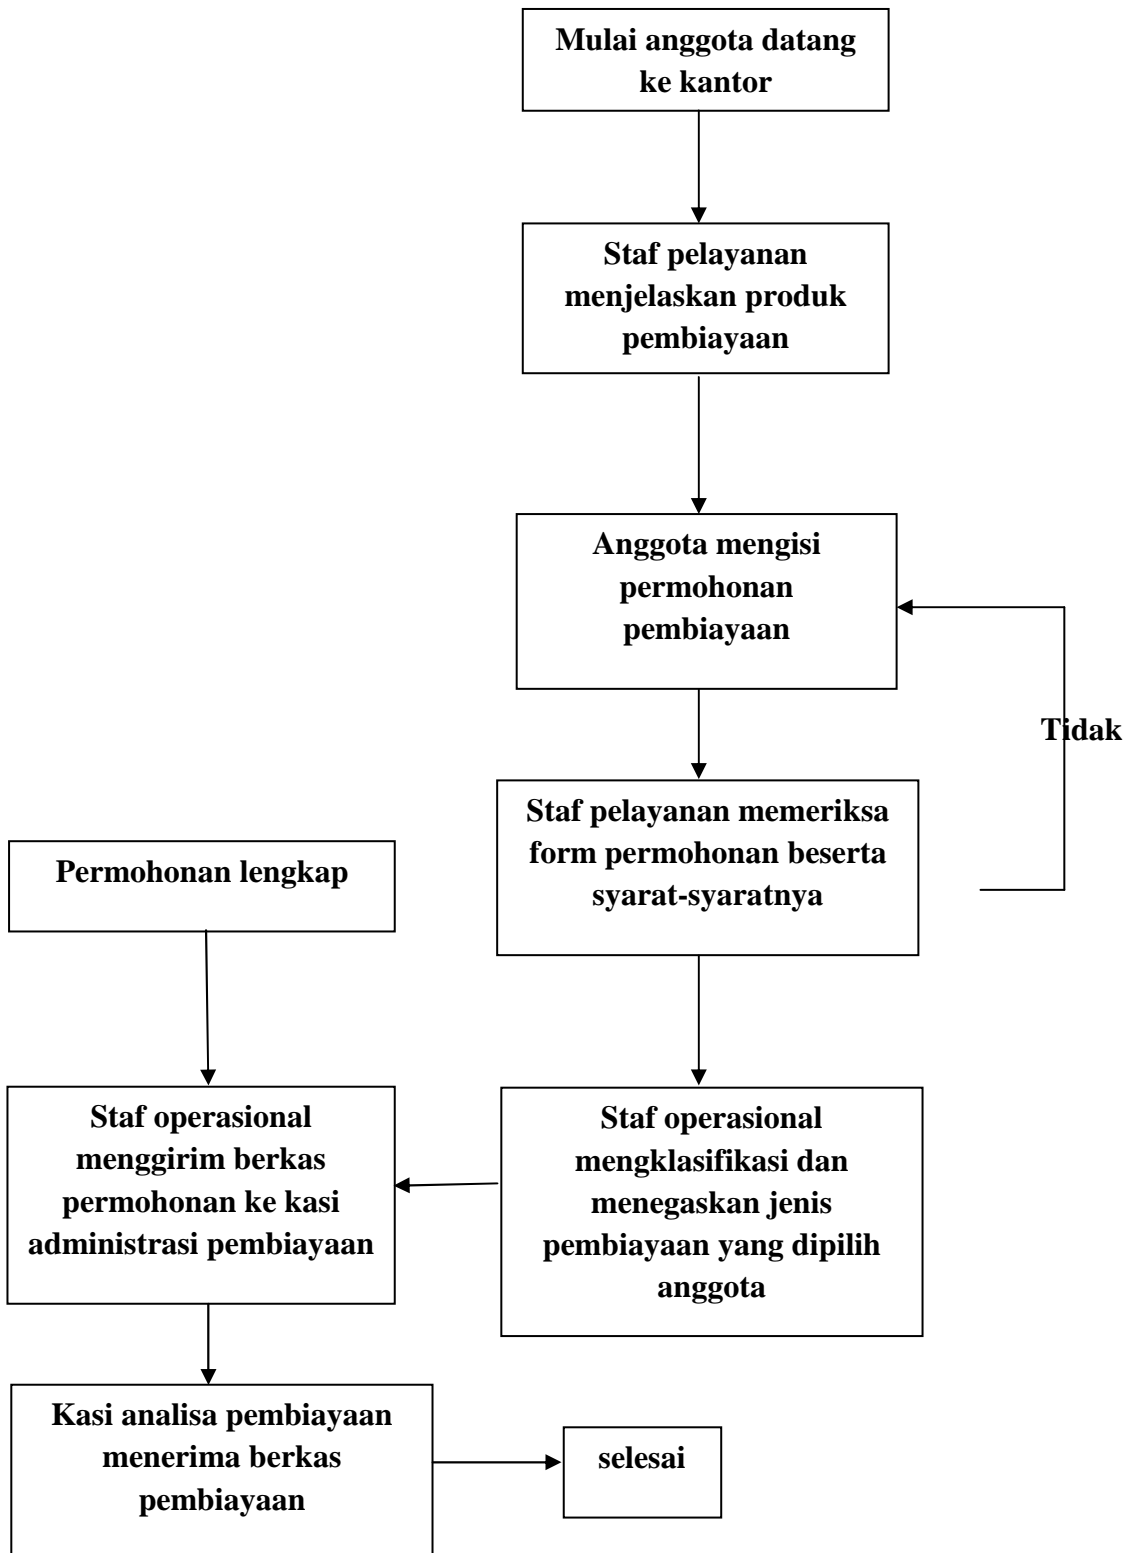 Mulai anggota datang
ke kantor
Staf pelayanan
menjelaskan produk
pembiayaan
Anggota mengisi
permohonan
pembiayaan
Tidak
Staf pelayanan memeriksa
form permohonan beserta
syarat-syaratnya
Permohonan lengkap
Staf operasional
menggirim berkas
permohonan ke kasi
administrasi pembiayaan
Staf operasional
mengklasifikasi dan
menegaskan jenis
pembiayaan yang dipilih
anggota
Kasi analisa pembiayaan
menerima berkas
pembiayaan
selesai